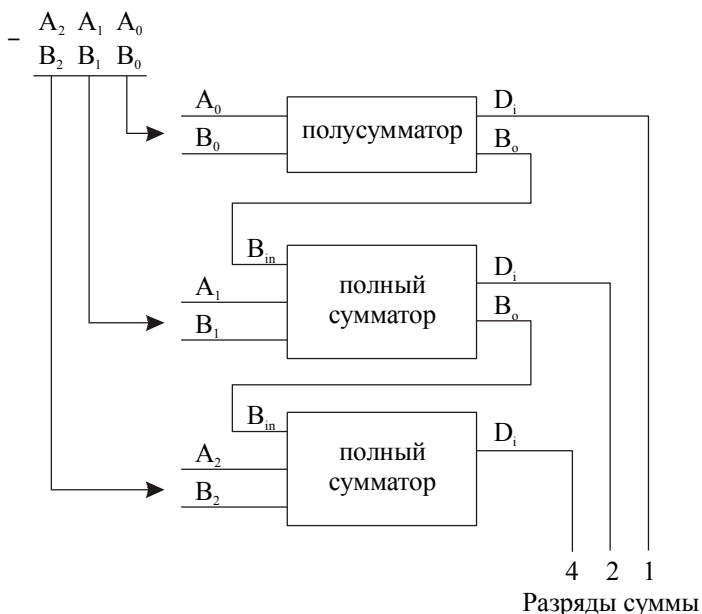 – A₂ A₁ A₀
B₂ B₁ B₀
A₀
B₀
полусумматор
Dᵢ
Bₒ
Bᵢₙ
A₁
B₁
полный
сумматор
Dᵢ
Bₒ
Bᵢₙ
A₂
B₂
полный
сумматор
Dᵢ
4 2 1
Разряды суммы